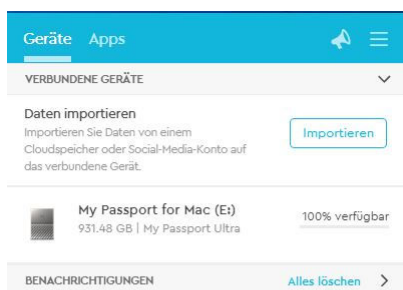 Geräte Apps
VERBUNDENE GERÄTE
Daten importieren
Importieren Sie Daten von einem
Cloudspeicher oder Social-Media-Konto auf
das verbundene Gerät.
Importieren
My Passport for Mac (E:)
931.48 GB | My Passport Ultra
100% verfügbar
BENACHRICHTIGUNGEN Alles löschen